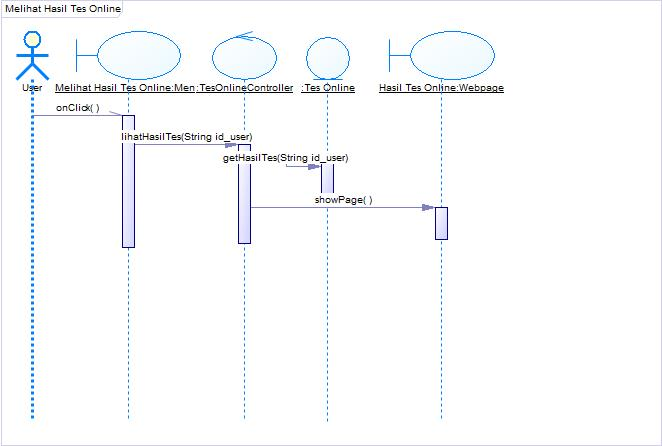 Melihat Hasil Tes Online
User
Melihat Hasil Tes Online:Men
:TesOnlineController
:Tes Online
Hasil Tes Online:Webpage
onClick( )
lihatHasilTes(String id_user)
getHasilTes(String id_user)
showPage( )